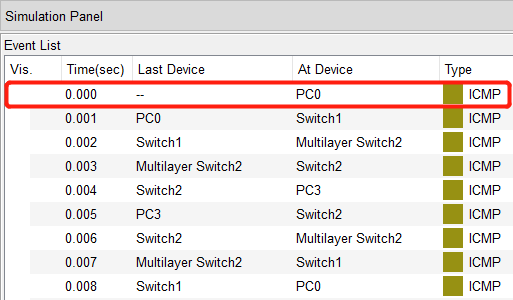 Simulation Panel
Event List
Vis. Time(sec) Last Device At Device Type
0.000 -- PC0 ICMP
0.001 PC0 Switch1 ICMP
0.002 Switch1 Multilayer Switch2 ICMP
0.003 Multilayer Switch2 Switch2 ICMP
0.004 Switch2 PC3 ICMP
0.005 PC3 Switch2 ICMP
0.006 Switch2 Multilayer Switch2 ICMP
0.007 Multilayer Switch2 Switch1 ICMP
0.008 Switch1 PC0 ICMP